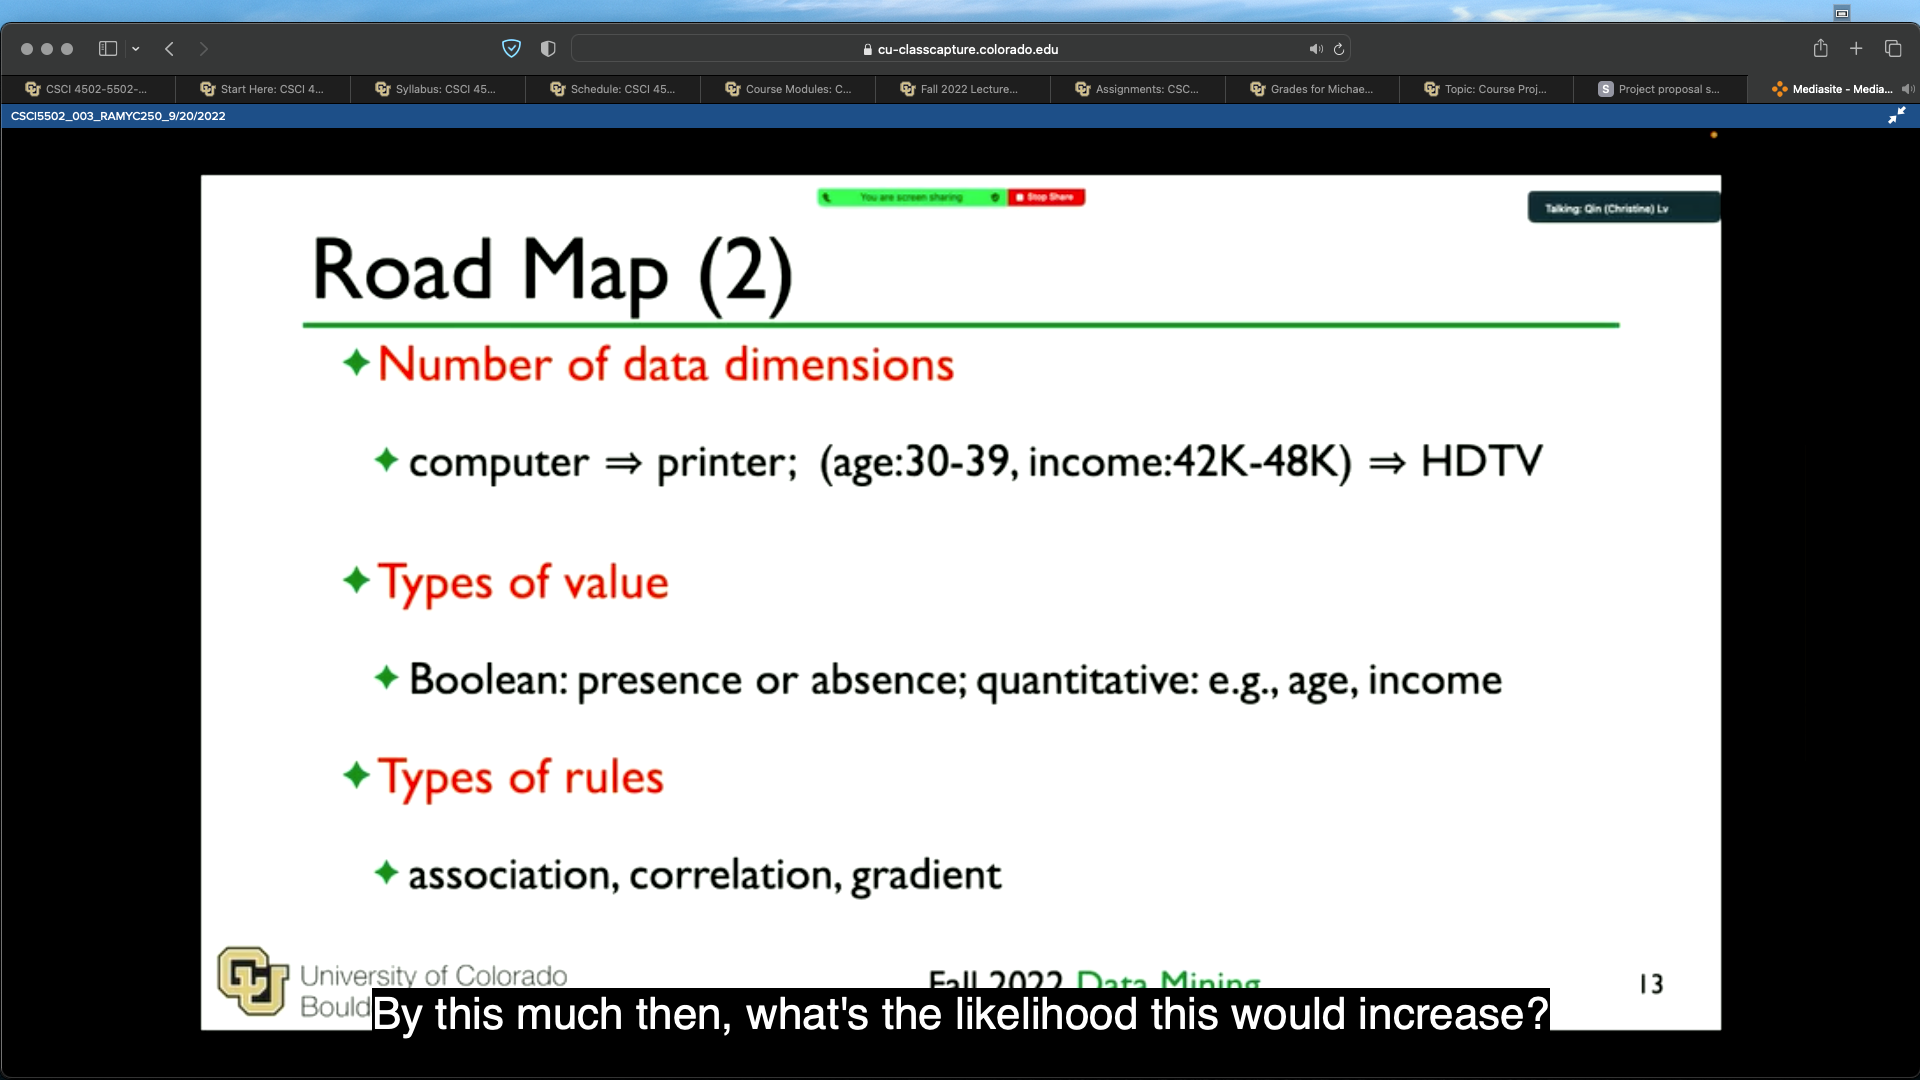 cu-classcapture.colorado.edu
CSCI 4502-5502-...
Start Here: CSCI 4...
Syllabus: CSCI 45...
Schedule: CSCI 45...
Course Modules: C...
Fall 2022 Lecture...
Assignments: CSC...
Grades for Michae...
Topic: Course Proj...
S Project proposal s...
Mediasite - Media...
CSCI5502_003_RAMYC250_9/20/2022
You are screen sharing
Stop Share
Talking: Qin (Christine) Lv
Road Map (2)
Number of data dimensions
computer ⇒ printer; (age:30-39, income:42K-48K) ⇒ HDTV
Types of value
Boolean: presence or absence; quantitative: e.g., age, income
Types of rules
association, correlation, gradient
University of Colorado
Bould
Fall 2022 Data Mining
13
By this much then, what's the likelihood this would increase?